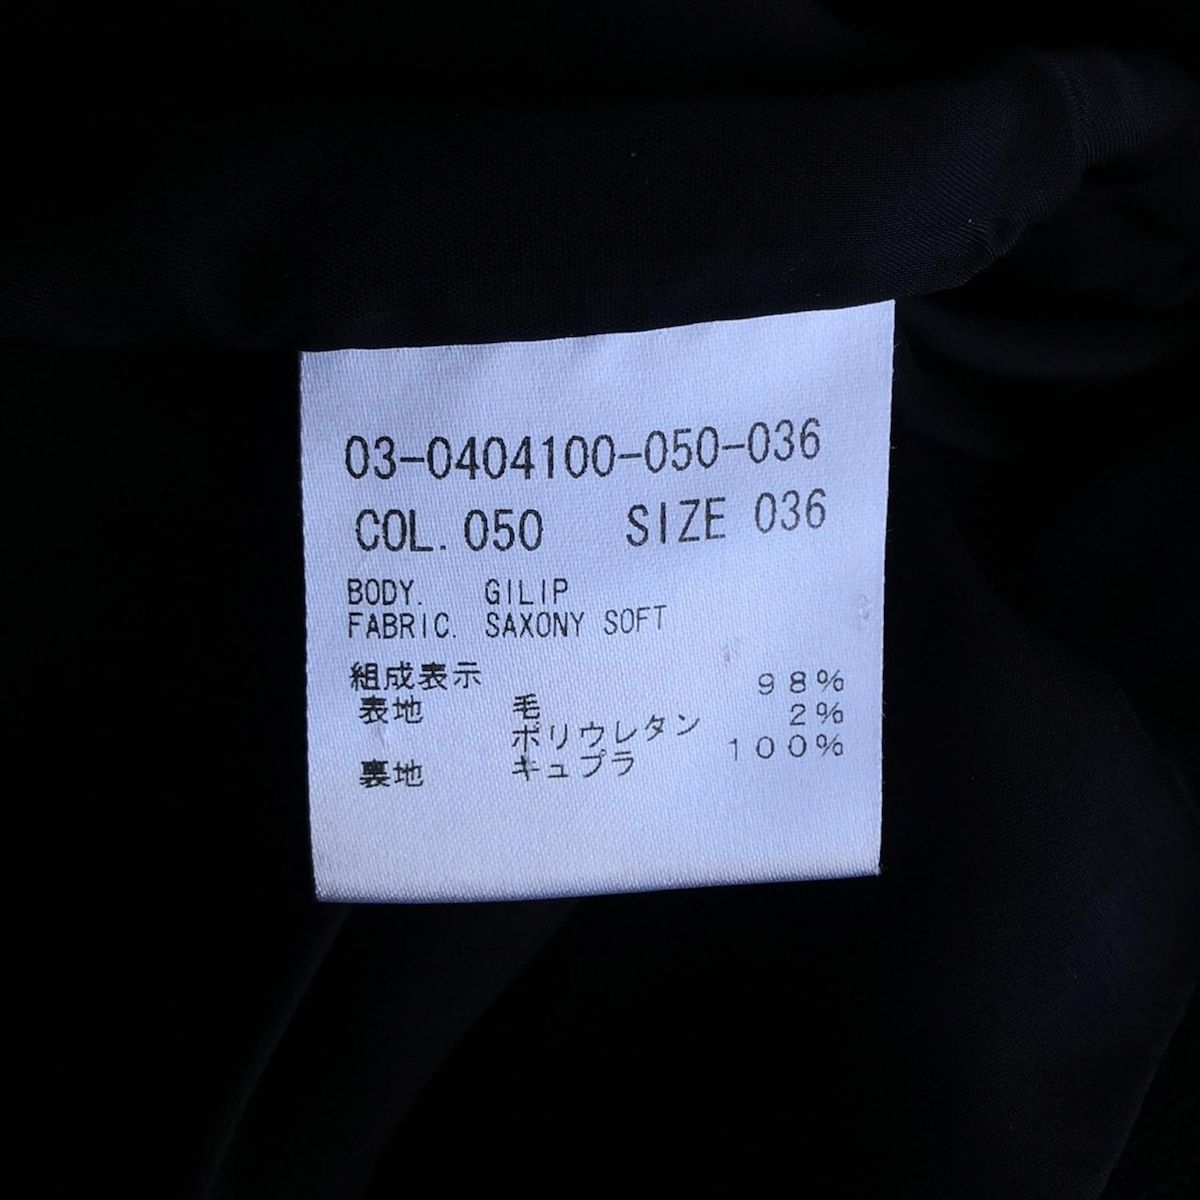 03-0404100-050-036
COL. 050 SIZE 036
BODY. GILIP
FABRIC. SAXONY SOFT
組成表示
表地 毛 98%
ポリウレタン 2%
裏地 キュプラ 100%